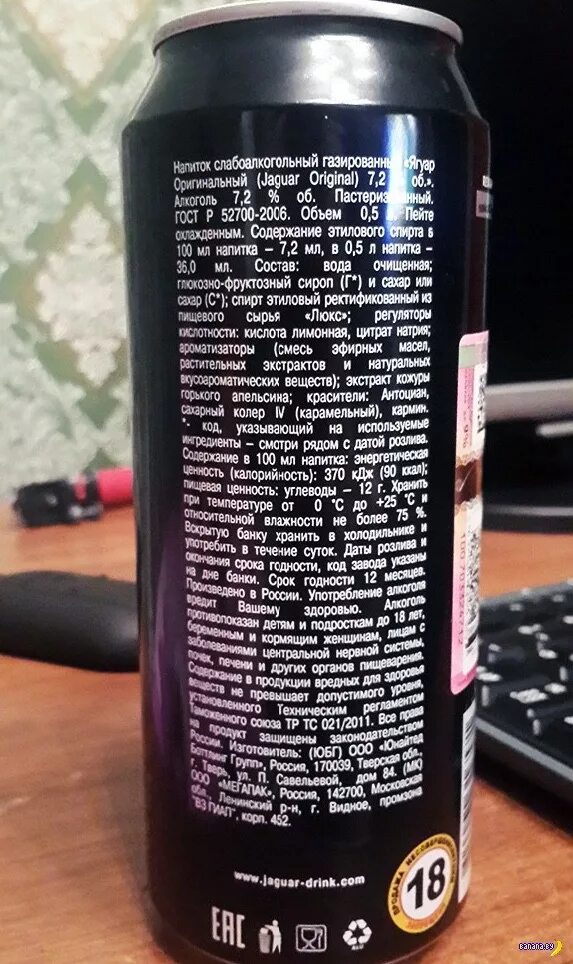 Напиток слабоалкогольный газированный «Ягуар
Оригинальный (Jaguar Original) 7,2 % об.».
Алкоголь 7,2 % об. Пастеризованный.
ГОСТ Р 52700-2006. Объем 0,5 л. Пейте
охлажденным. Содержание этилового спирта в
100 мл напитка – 7,2 мл, в 0,5 л напитка –
36,0 мл. Состав: вода очищенная;
глюкозно-фруктозный сироп (Г*) и сахар или
сахар (С*); спирт этиловый ректификованный из
пищевого сырья «Люкс»; регуляторы
кислотности: кислота лимонная, цитрат натрия;
ароматизаторы (смесь эфирных масел,
растительных экстрактов и натуральных
вкусоароматических веществ); экстракт кожуры
горького апельсина; красители: Антоциан,
сахарный колер IV (карамельный), кармин.
*- код, указывающий на используемые
ингредиенты – смотри рядом с датой розлива.
Содержание в 100 мл напитка: энергетическая
ценность (калорийность): 370 кДж (90 ккал);
пищевая ценность: углеводы – 12 г. Хранить
при температуре от 0 °С до +25 °С и
относительной влажности не более 75 %.
Вскрытую банку хранить в холодильнике и
употребить в течение суток. Даты розлива и
окончания срока годности, код завода указаны
на дне банки. Срок годности 12 месяцев.
Произведено в России. Употребление алкоголя
вредит Вашему здоровью. Алкоголь
противопоказан детям и подросткам до 18 лет,
беременным и кормящим женщинам, лицам с
заболеваниями центральной нервной системы,
почек, печени и других органов пищеварения.
Содержание в продукции вредных для здоровья
веществ не превышает допустимого уровня,
установленного Техническим регламентом
Таможенного союза ТР ТС 021/2011. Все права
на продукт защищены законодательством
России. Изготовитель: (ЮБГ) ООО «Юнайтед
Боттлинг Групп», Россия, 170039, Тверская обл.,
г. Тверь, ул. П. Савельевой, дом 84. (МК)
ООО «МЕГАПАК», Россия, 142700, Московская
обл., Ленинский р-н, г. Видное, промзона
"ВЗ ГИАП", корп. 452.
www.jaguar-drink.com
ПРОДАЖА НЕСОВЕРШЕННОЛЕТНИМ
18
EAC
ALU
banana.by